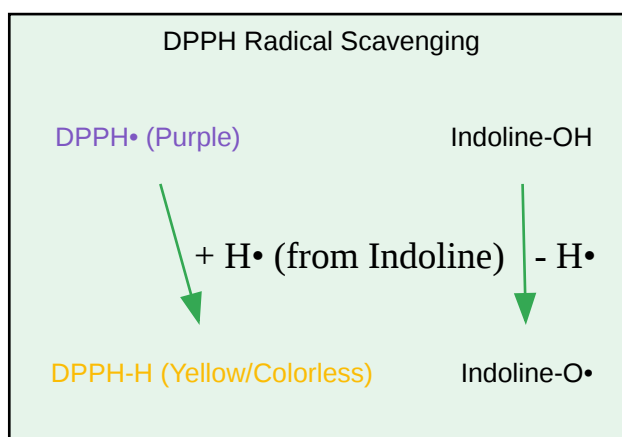 DPPH Radical Scavenging
DPPH• (Purple) Indoline-OH
+ H• (from Indoline) - H•
DPPH-H (Yellow/Colorless) Indoline-O•